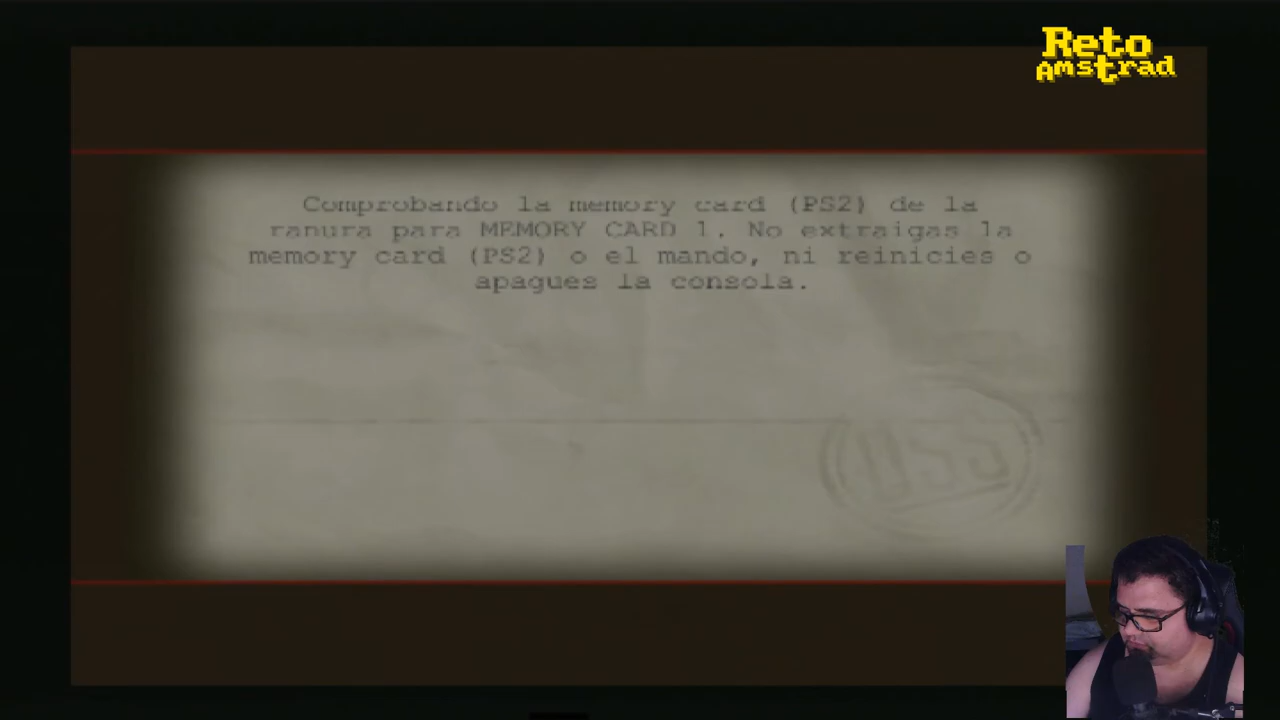 Reto
Amstrad
Comprobando la memory card (PS2) de la
ranura para MEMORY CARD 1. No extraigas la
memory card (PS2) o el mando, ni reinicies o
apagues la consola.